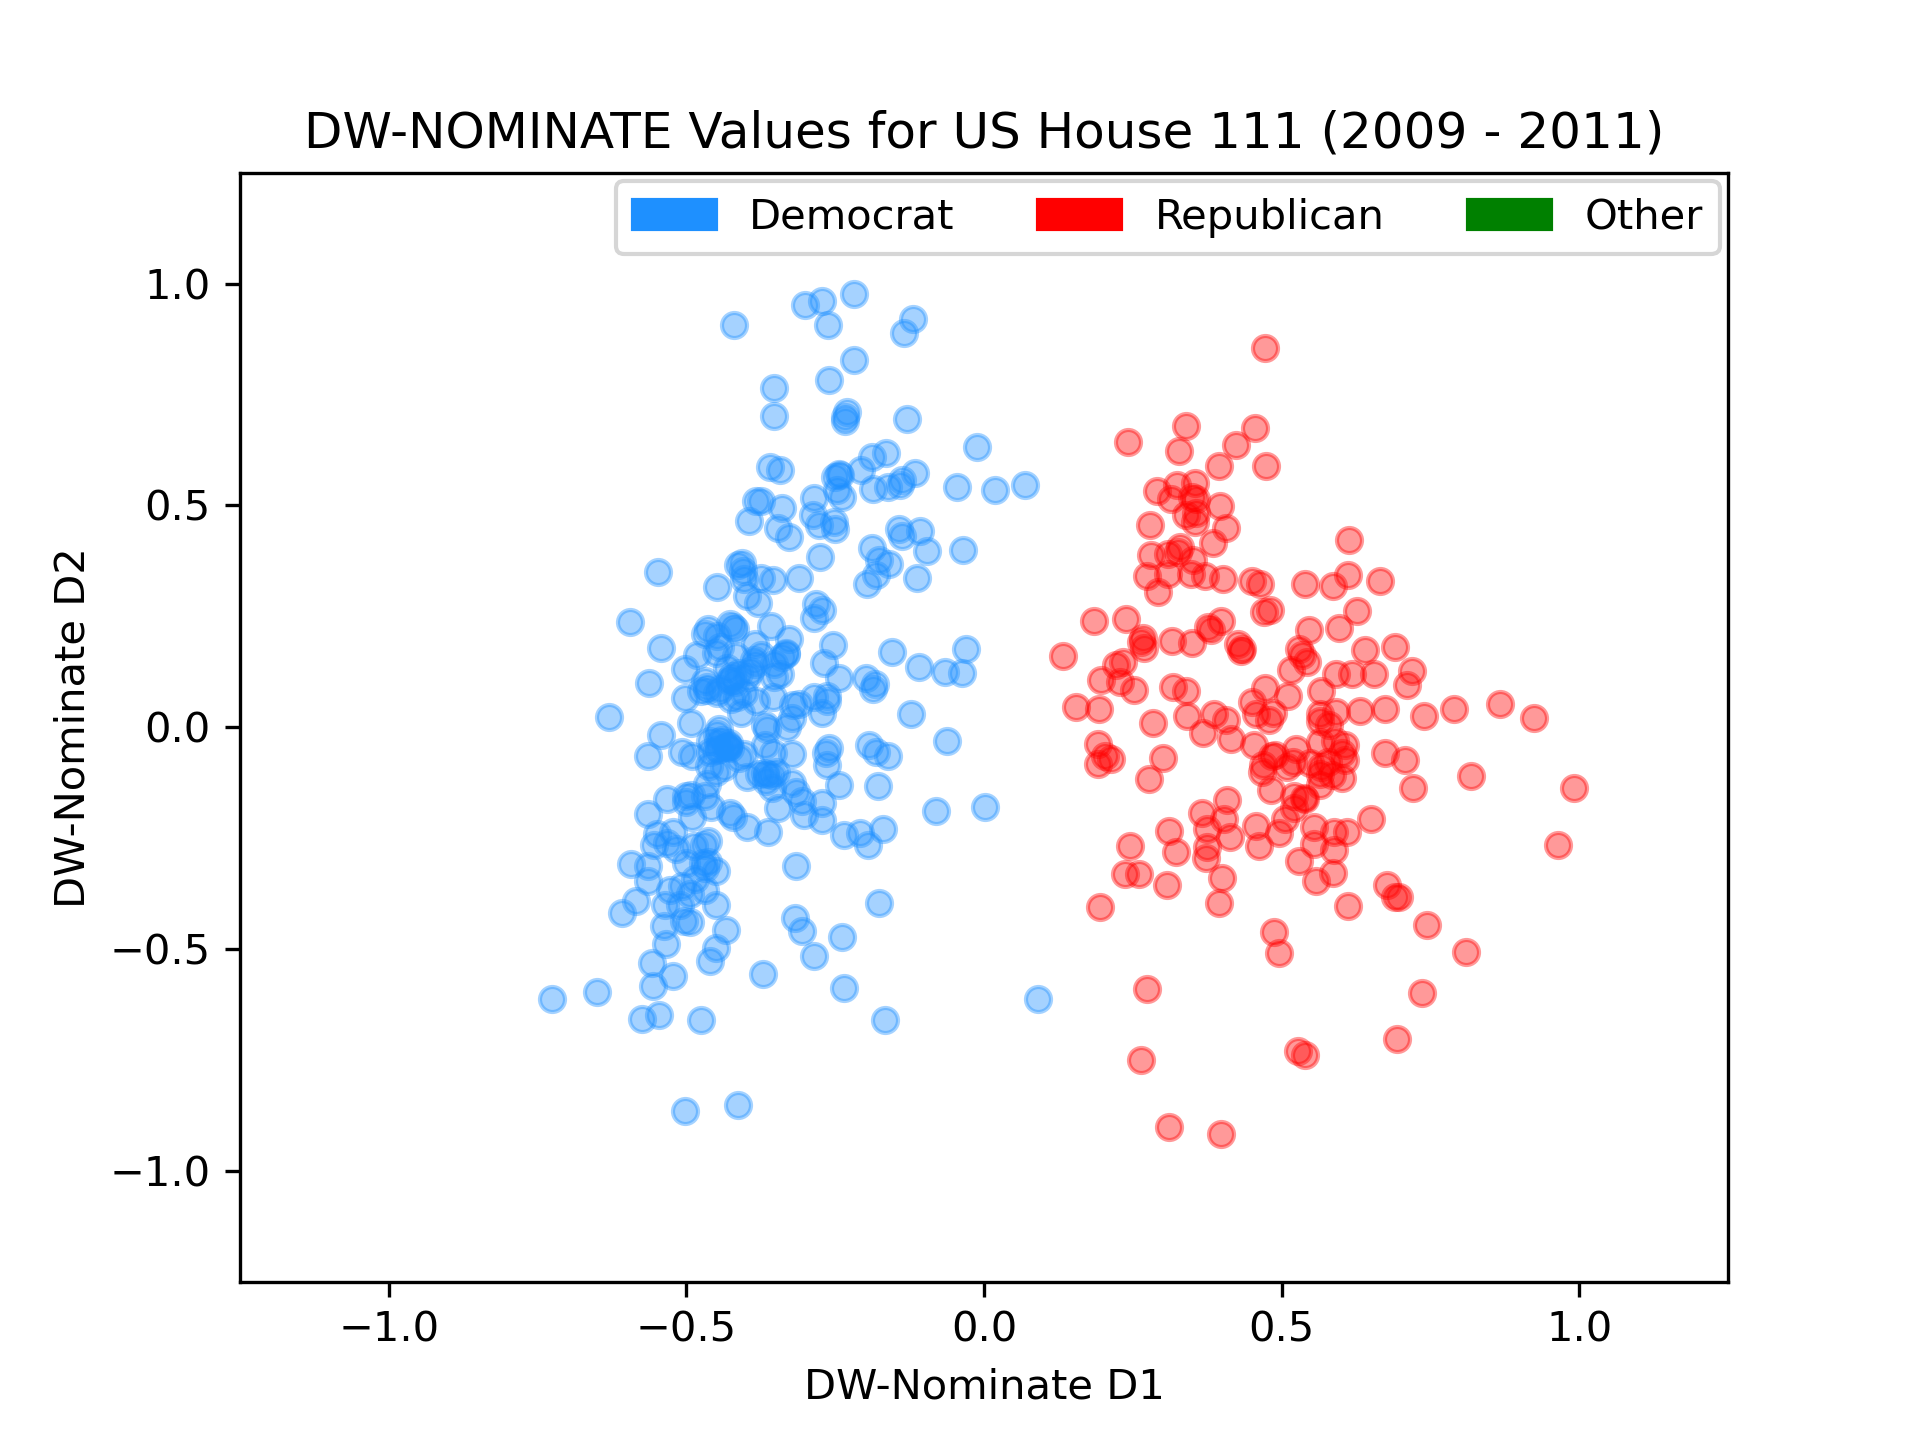 DW-NOMINATE Values for US House 111 (2009 - 2011)
Democrat Republican Other
1.0
0.5
0.0
−0.5
−1.0
DW-Nominate D2
−1.0 −0.5 0.0 0.5 1.0
DW-Nominate D1